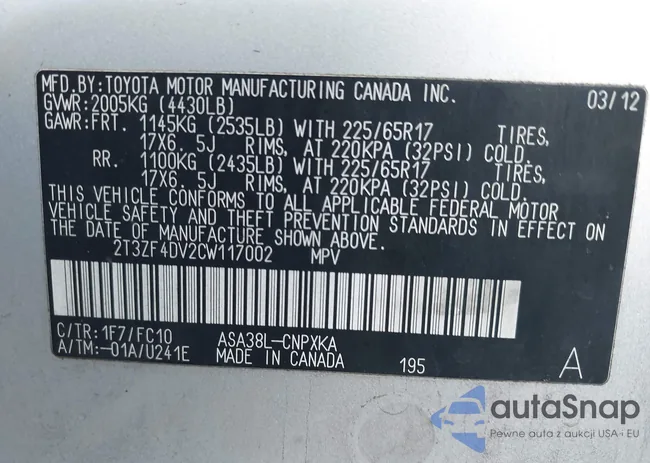 MFD.BY:TOYOTA MOTOR MANUFACTURING CANADA INC. 03/12
GVWR:2005KG (4430LB)
GAWR:FRT. 1145KG (2535LB) WITH 225/65R17 TIRES,
17X6. 5J RIMS, AT 220KPA (32PSI) COLD.
RR. 1100KG (2435LB) WITH 225/65R17 TIRES,
17X6. 5J RIMS, AT 220KPA (32PSI) COLD.
THIS VEHICLE CONFORMS TO ALL APPLICABLE FEDERAL MOTOR
VEHICLE SAFETY AND THEFT PREVENTION STANDARDS IN EFFECT ON
THE DATE OF MANUFACTURE SHOWN ABOVE.
2T3ZF4DV2CW117002 MPV
C/TR:1F7/FC10 ASA38L-CNPXKA
A/TM:-01A/U241E MADE IN CANADA 195 A
autaSnap
Pewne auta z aukcji USA i EU